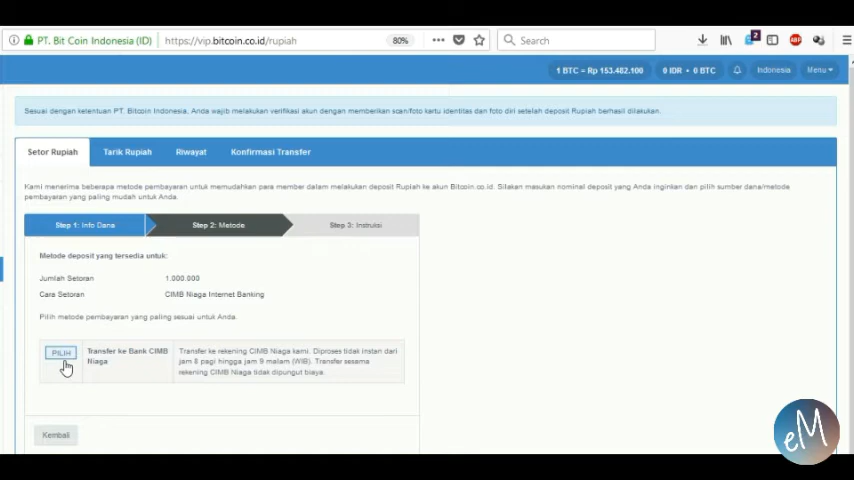 PT. Bit Coin Indonesia (ID)
https://vip.bitcoin.co.id/rupiah
80%
Search
2
ABP
1 BTC = Rp 153.482.100
0 IDR • 0 BTC
Indonesia
Menu
Sesuai dengan ketentuan PT. Bitcoin Indonesia, Anda wajib melakukan verifikasi akun dengan memberikan scan/foto kartu identitas dan foto diri setelah deposit Rupiah berhasil dilakukan.
Setor Rupiah
Tarik Rupiah
Riwayat
Konfirmasi Transfer
Kami menerima beberapa metode pembayaran untuk memudahkan para member dalam melakukan deposit Rupiah ke akun Bitcoin.co.id. Silakan masukan nominal deposit yang Anda inginkan dan pilih sumber dana/metode
pembayaran yang paling mudah untuk Anda.
Step 1: Info Dana
Step 2: Metode
Step 3: Instruksi
Metode deposit yang tersedia untuk:
Jumlah Setoran 1.000.000
Cara Setoran CIMB Niaga Internet Banking
Pilih metode pembayaran yang paling sesuai untuk Anda.
PILIH
Transfer ke Bank CIMB
Niaga
Transfer ke rekening CIMB Niaga kami. Diproses tidak instan dari
jam 8 pagi hingga jam 9 malam (WIB). Transfer sesama
rekening CIMB Niaga tidak dipungut biaya.
Kembali
eM